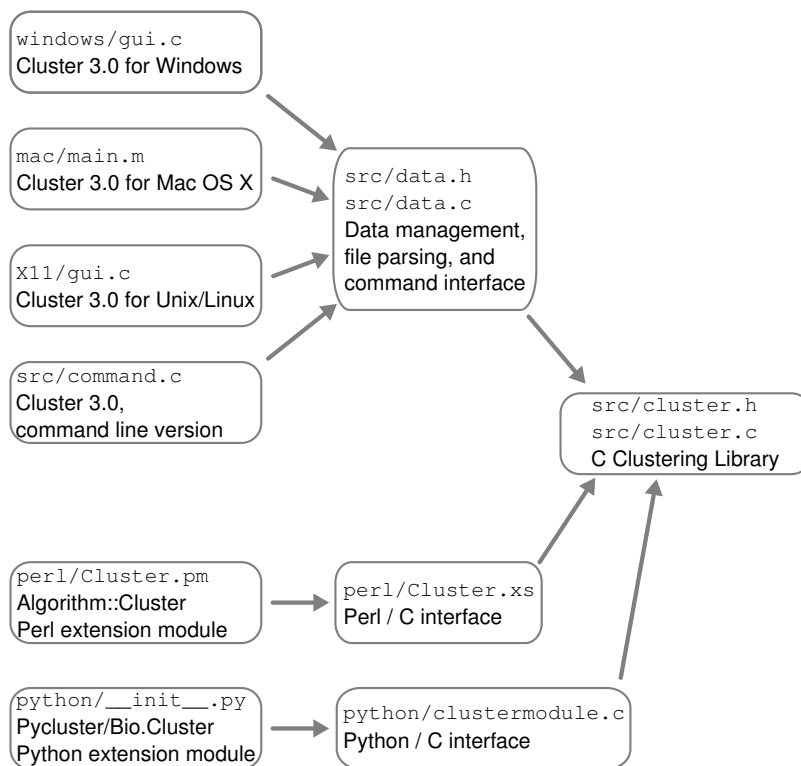 windows/gui.c
Cluster 3.0 for Windows
mac/main.m
Cluster 3.0 for Mac OS X
X11/gui.c
Cluster 3.0 for Unix/Linux
src/command.c
Cluster 3.0,
command line version
src/data.h
src/data.c
Data management,
file parsing, and
command interface
src/cluster.h
src/cluster.c
C Clustering Library
perl/Cluster.pm
Algorithm::Cluster
Perl extension module
perl/Cluster.xs
Perl / C interface
python/__init__.py
Pycluster/Bio.Cluster
Python extension module
python/clustermodule.c
Python / C interface